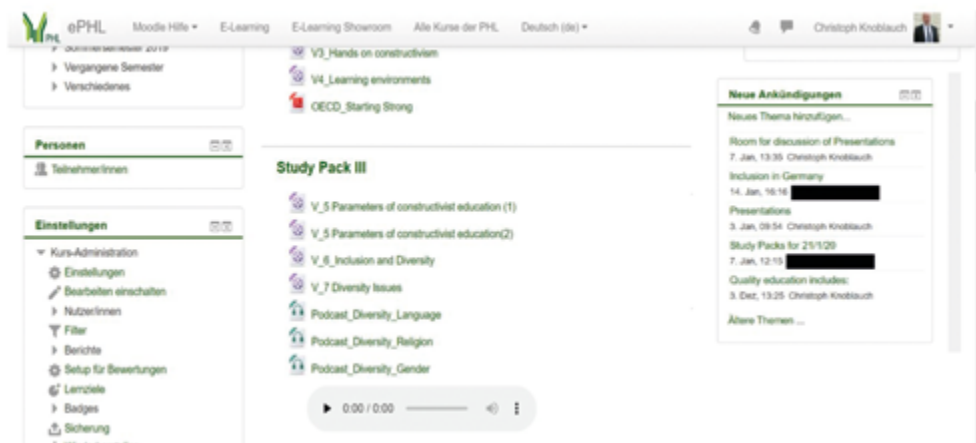 PHL ePHL Moodle Hilfe E-Learning E-Learning Showroom Alle Kurse der PHL Deutsch (de) Christoph Knoblauch
Sommersemester 2019
Vergangene Semester
Verschiedenes
Personen
Teilnehmer/innen
Einstellungen
Kurs-Administration
Einstellungen
Bearbeiten einschalten
Nutzer/innen
Filter
Berichte
Setup für Bewertungen
Lernziele
Badges
Sicherung
V3_Hands on constructivism
V4_Learning environments
OECD_Starting Strong
Study Pack III
V_5 Parameters of constructivist education (1)
V_5 Parameters of constructivist education(2)
V_6_Inclusion and Diversity
V_7 Diversity Issues
Podcast_Diversity_Language
Podcast_Diversity_Religion
Podcast_Diversity_Gender
0:00 / 0:00
Neue Ankündigungen
Neues Thema hinzufügen...
Room for discussion of Presentations
7. Jan, 13:35 Christoph Knoblauch
Inclusion in Germany
14. Jan, 16:16
Presentations
3. Jan, 09:54 Christoph Knoblauch
Study Packs for 21/1/20
7. Jan, 12:15
Quality education includes:
3. Dez, 13:25 Christoph Knoblauch
Ältere Themen ...